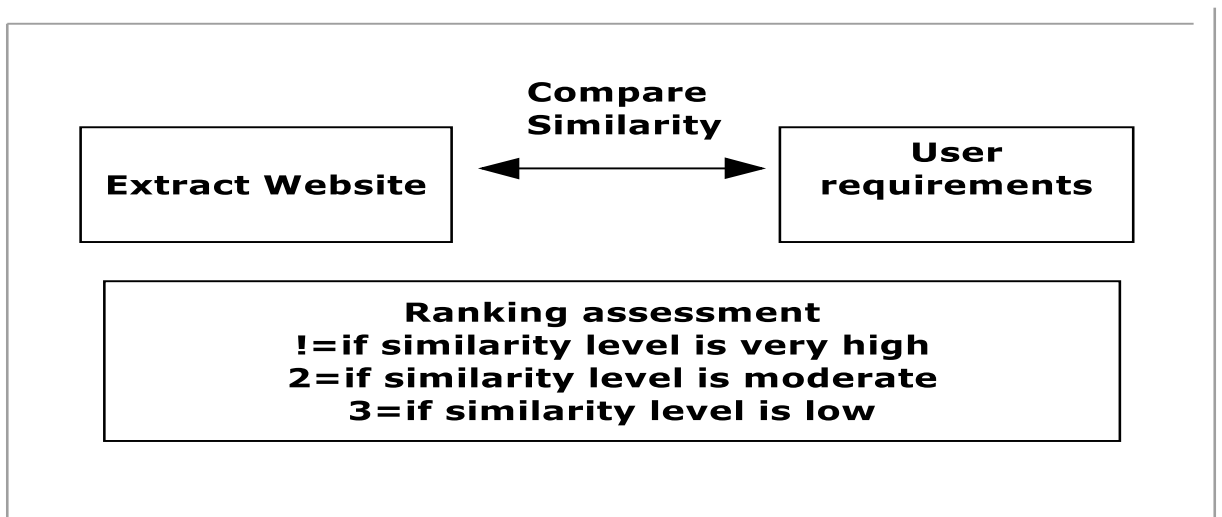 Compare
Similarity
Extract Website
User
requirements
Ranking assessment
!=if similarity level is very high
2=if similarity level is moderate
3=if similarity level is low